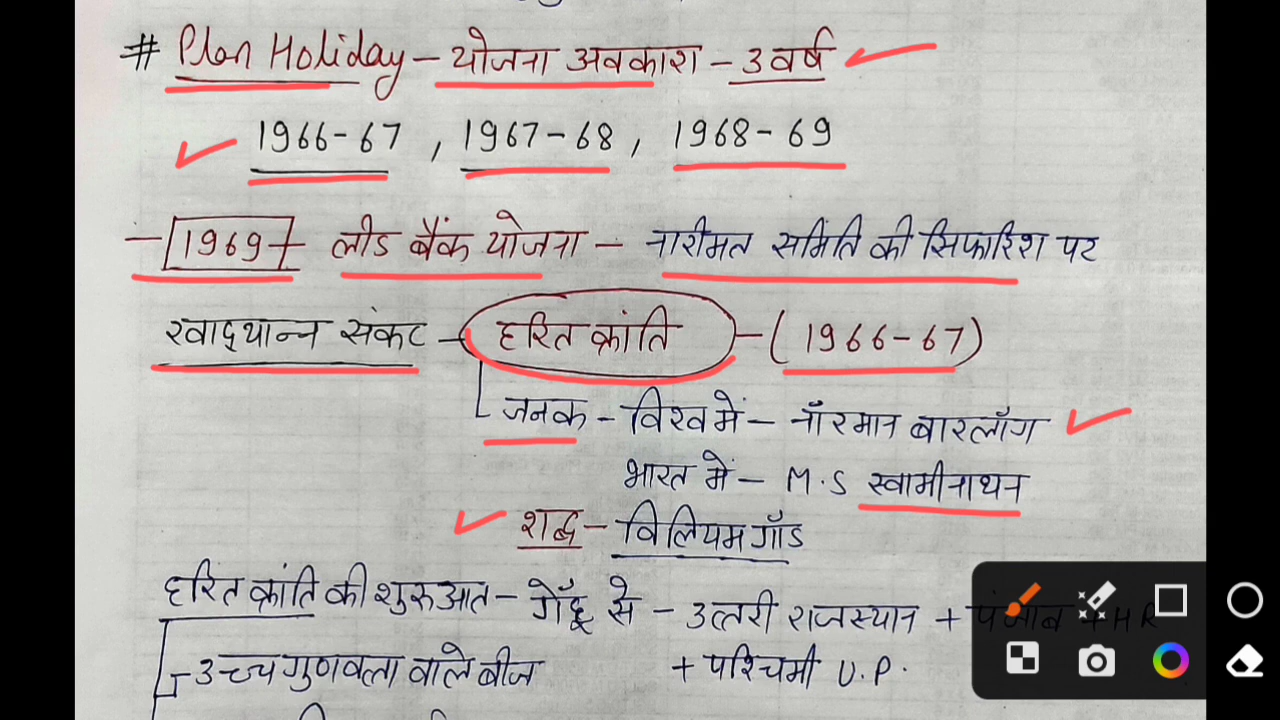 # Plan Holiday – योजना अवकाश – 3 वर्ष
1966-67 , 1967-68 , 1968-69
– 1969 – लीड बैंक योजना – नारीमन समिति की सिफारिश पर
खाद्यान्न संकट – हरित क्रांति – (1966-67)
जनक – विश्व में – नॉरमान बारलॉग
भारत में – M.S स्वामीनाथन
शब्द – विलियम गॉड
हरित क्रांति की शुरुआत – गेँहू से – उत्तरी राजस्थान + पंजाब + HR
- उच्च गुणवत्ता वाले बीज + पश्चिमी U.P.